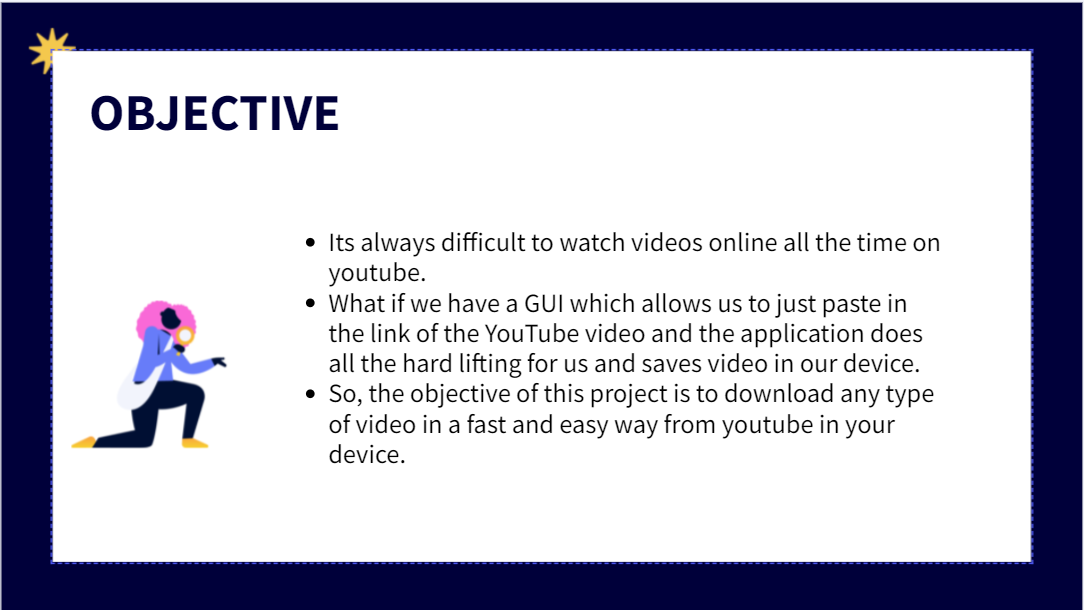 OBJECTIVE
• Its always difficult to watch videos online all the time on
youtube.
• What if we have a GUI which allows us to just paste in
the link of the YouTube video and the application does
all the hard lifting for us and saves video in our device.
• So, the objective of this project is to download any type
of video in a fast and easy way from youtube in your
device.